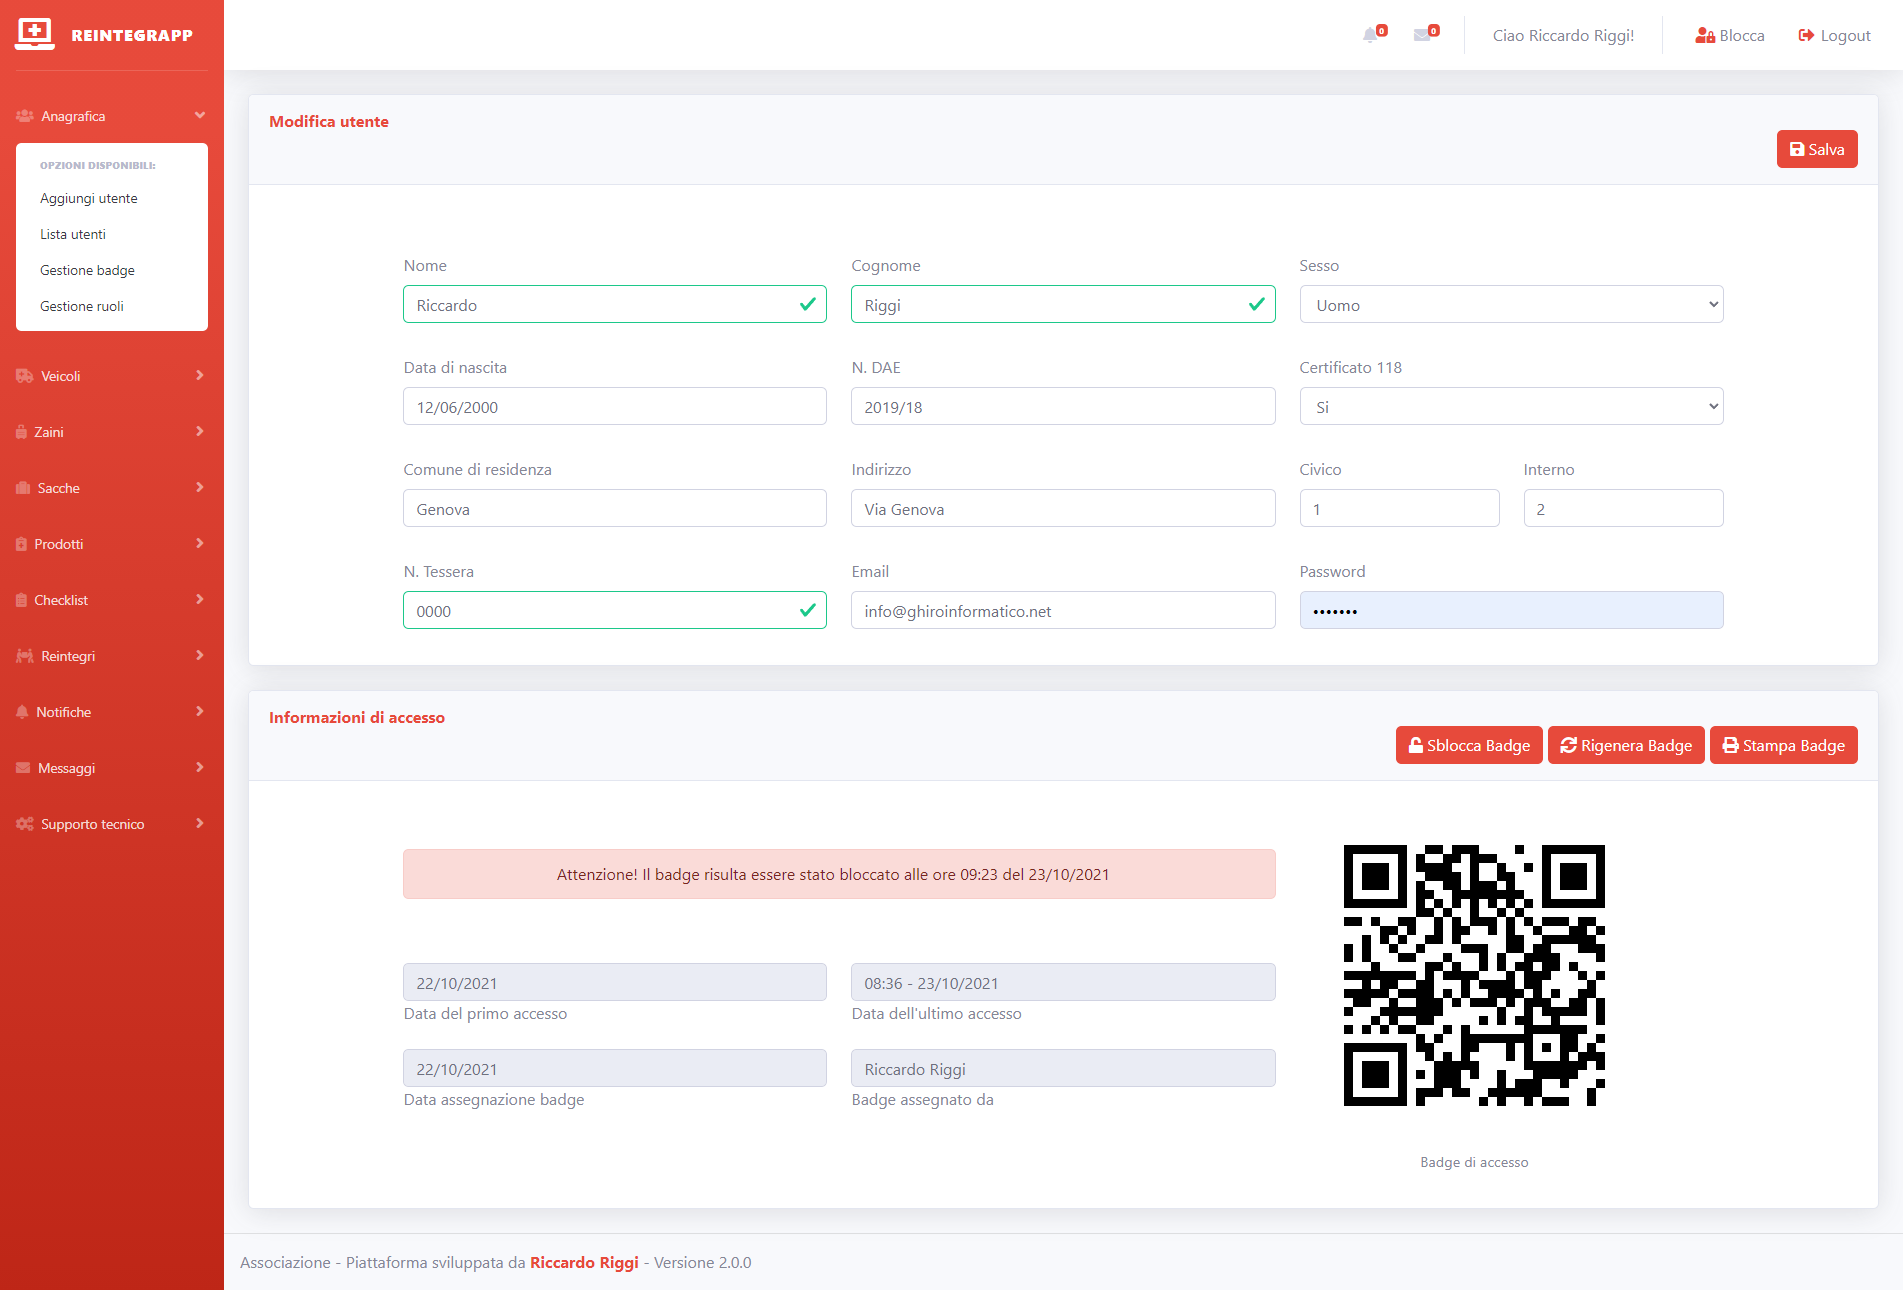 REINTEGRAPP
0
0
Ciao Riccardo Riggi!
Blocca
Logout
Anagrafica
OPZIONI DISPONIBILI:
Aggiungi utente
Lista utenti
Gestione badge
Gestione ruoli
Veicoli
Zaini
Sacche
Prodotti
Checklist
Reintegri
Notifiche
Messaggi
Supporto tecnico
Modifica utente
Salva
Nome
Cognome
Sesso
Riccardo
Riggi
Uomo
Data di nascita
N. DAE
Certificato 118
12/06/2000
2019/18
Si
Comune di residenza
Indirizzo
Civico
Interno
Genova
Via Genova
1
2
N. Tessera
Email
Password
0000
info@ghiroinformatico.net
•••••••
Informazioni di accesso
Sblocca Badge
Rigenera Badge
Stampa Badge
Attenzione! Il badge risulta essere stato bloccato alle ore 09:23 del 23/10/2021
22/10/2021
08:36 - 23/10/2021
Data del primo accesso
Data dell'ultimo accesso
22/10/2021
Riccardo Riggi
Data assegnazione badge
Badge assegnato da
Badge di accesso
Associazione - Piattaforma sviluppata da Riccardo Riggi - Versione 2.0.0